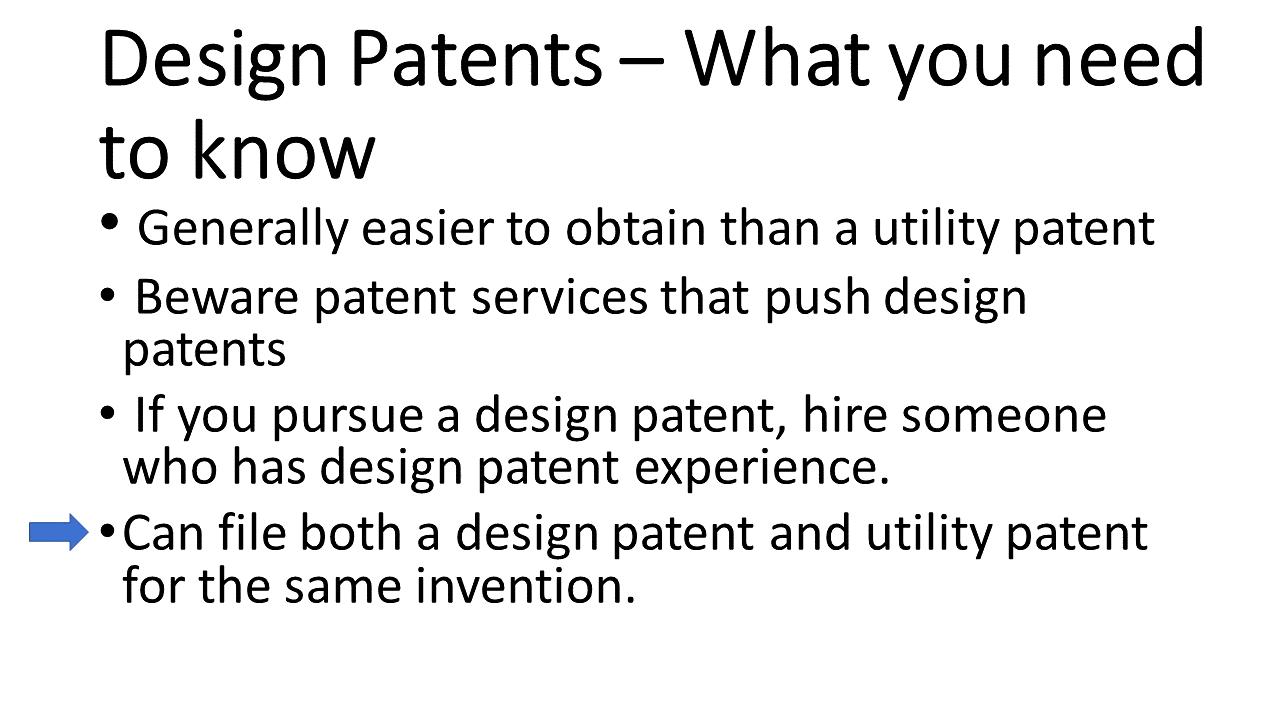 Design Patents – What you need
to know
• Generally easier to obtain than a utility patent
• Beware patent services that push design
patents
• If you pursue a design patent, hire someone
who has design patent experience.
•Can file both a design patent and utility patent
for the same invention.